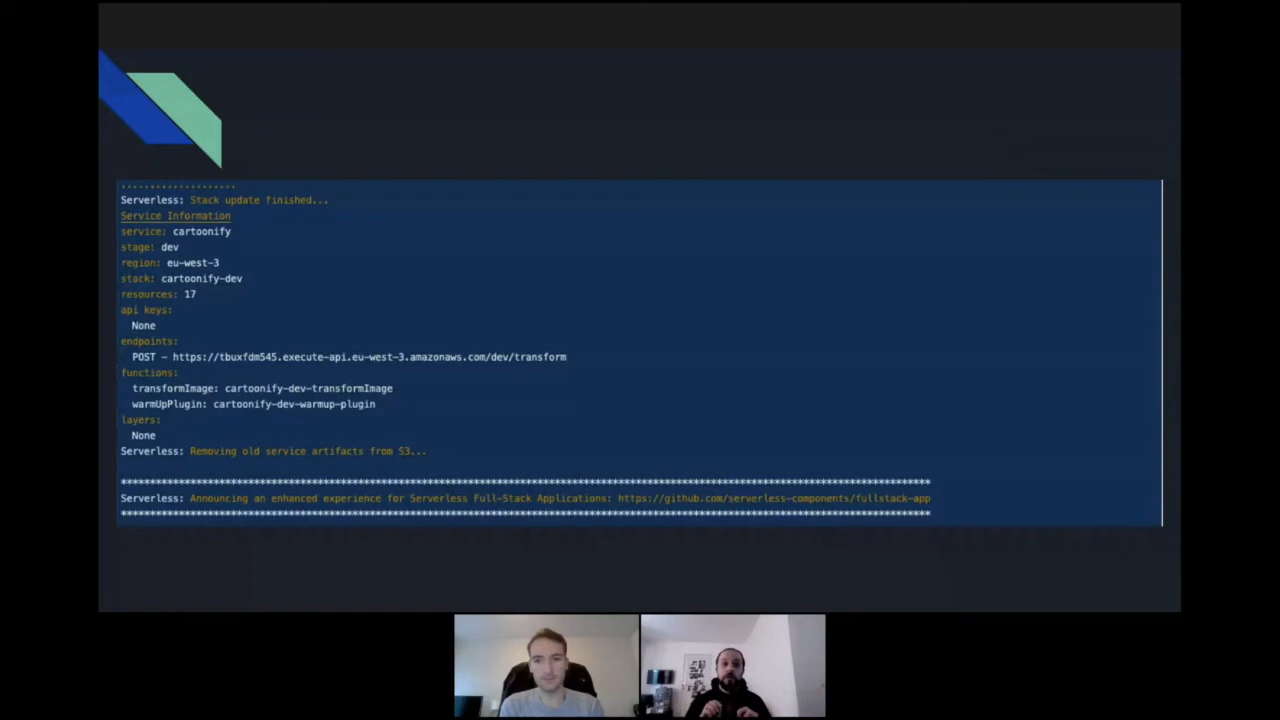 Serverless: Stack update finished...
Service Information
service: cartoonify
stage: dev
region: eu-west-3
stack: cartoonify-dev
resources: 17
api keys:
None
endpoints:
POST - https://tbuxfdm545.execute-api.eu-west-3.amazonaws.com/dev/transform
functions:
transformImage: cartoonify-dev-transformImage
warmUpPlugin: cartoonify-dev-warmup-plugin
layers:
None
Serverless: Removing old service artifacts from S3...
Serverless: Announcing an enhanced experience for Serverless Full-Stack Applications: https://github.com/serverless-components/fullstack-app